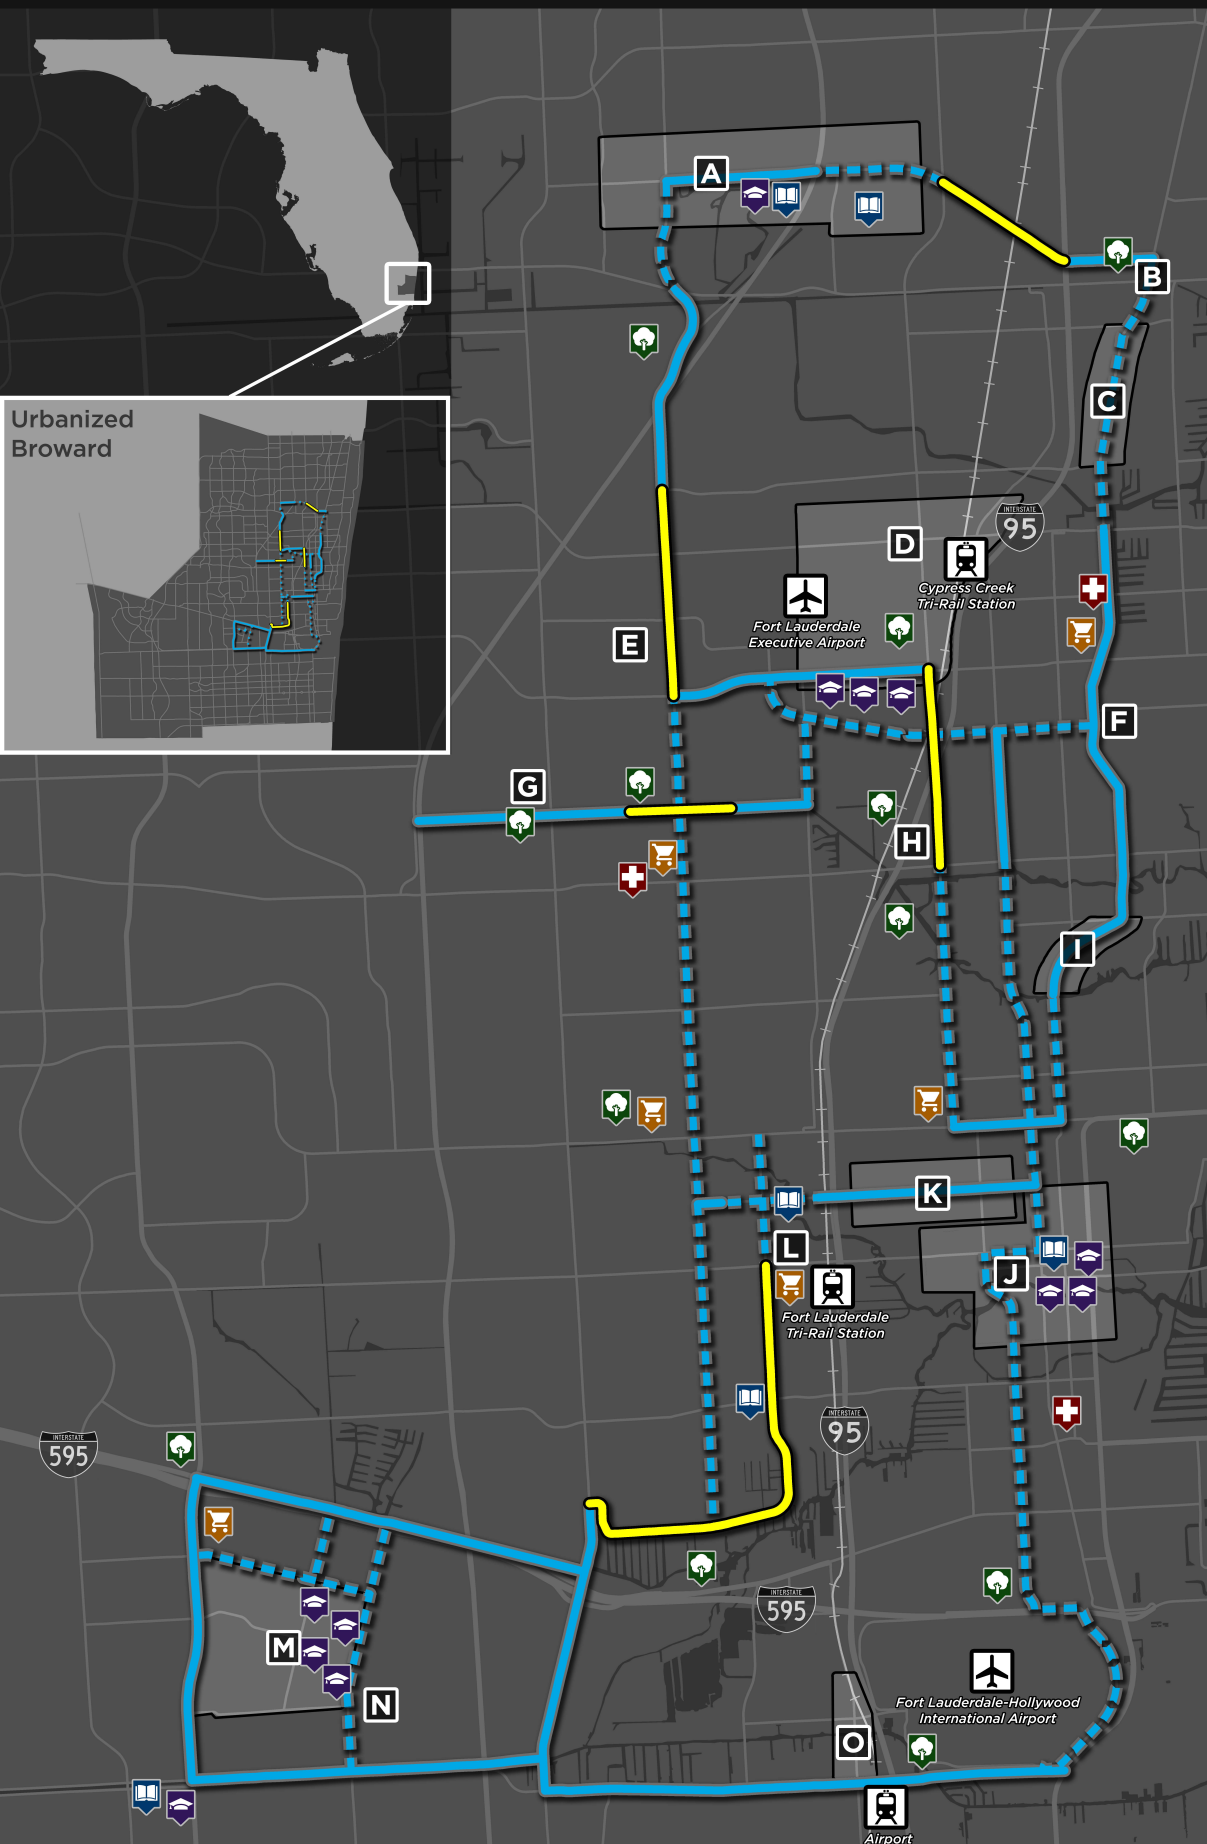 Urbanized
Broward
A
B
C
INTERSTATE
95
D
Cypress Creek
Tri-Rail Station
Fort Lauderdale
Executive Airport
E
F
G
H
I
K
L
J
Fort Lauderdale
Tri-Rail Station
INTERSTATE
95
INTERSTATE
595
INTERSTATE
595
M
N
Fort Lauderdale-Hollywood
International Airport
O
Airport